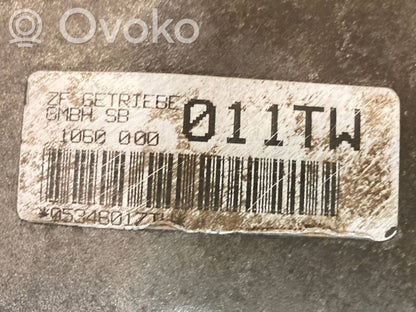 Ovoko
ZF GETRIEBE
GMBH SB
1060 000
011TW